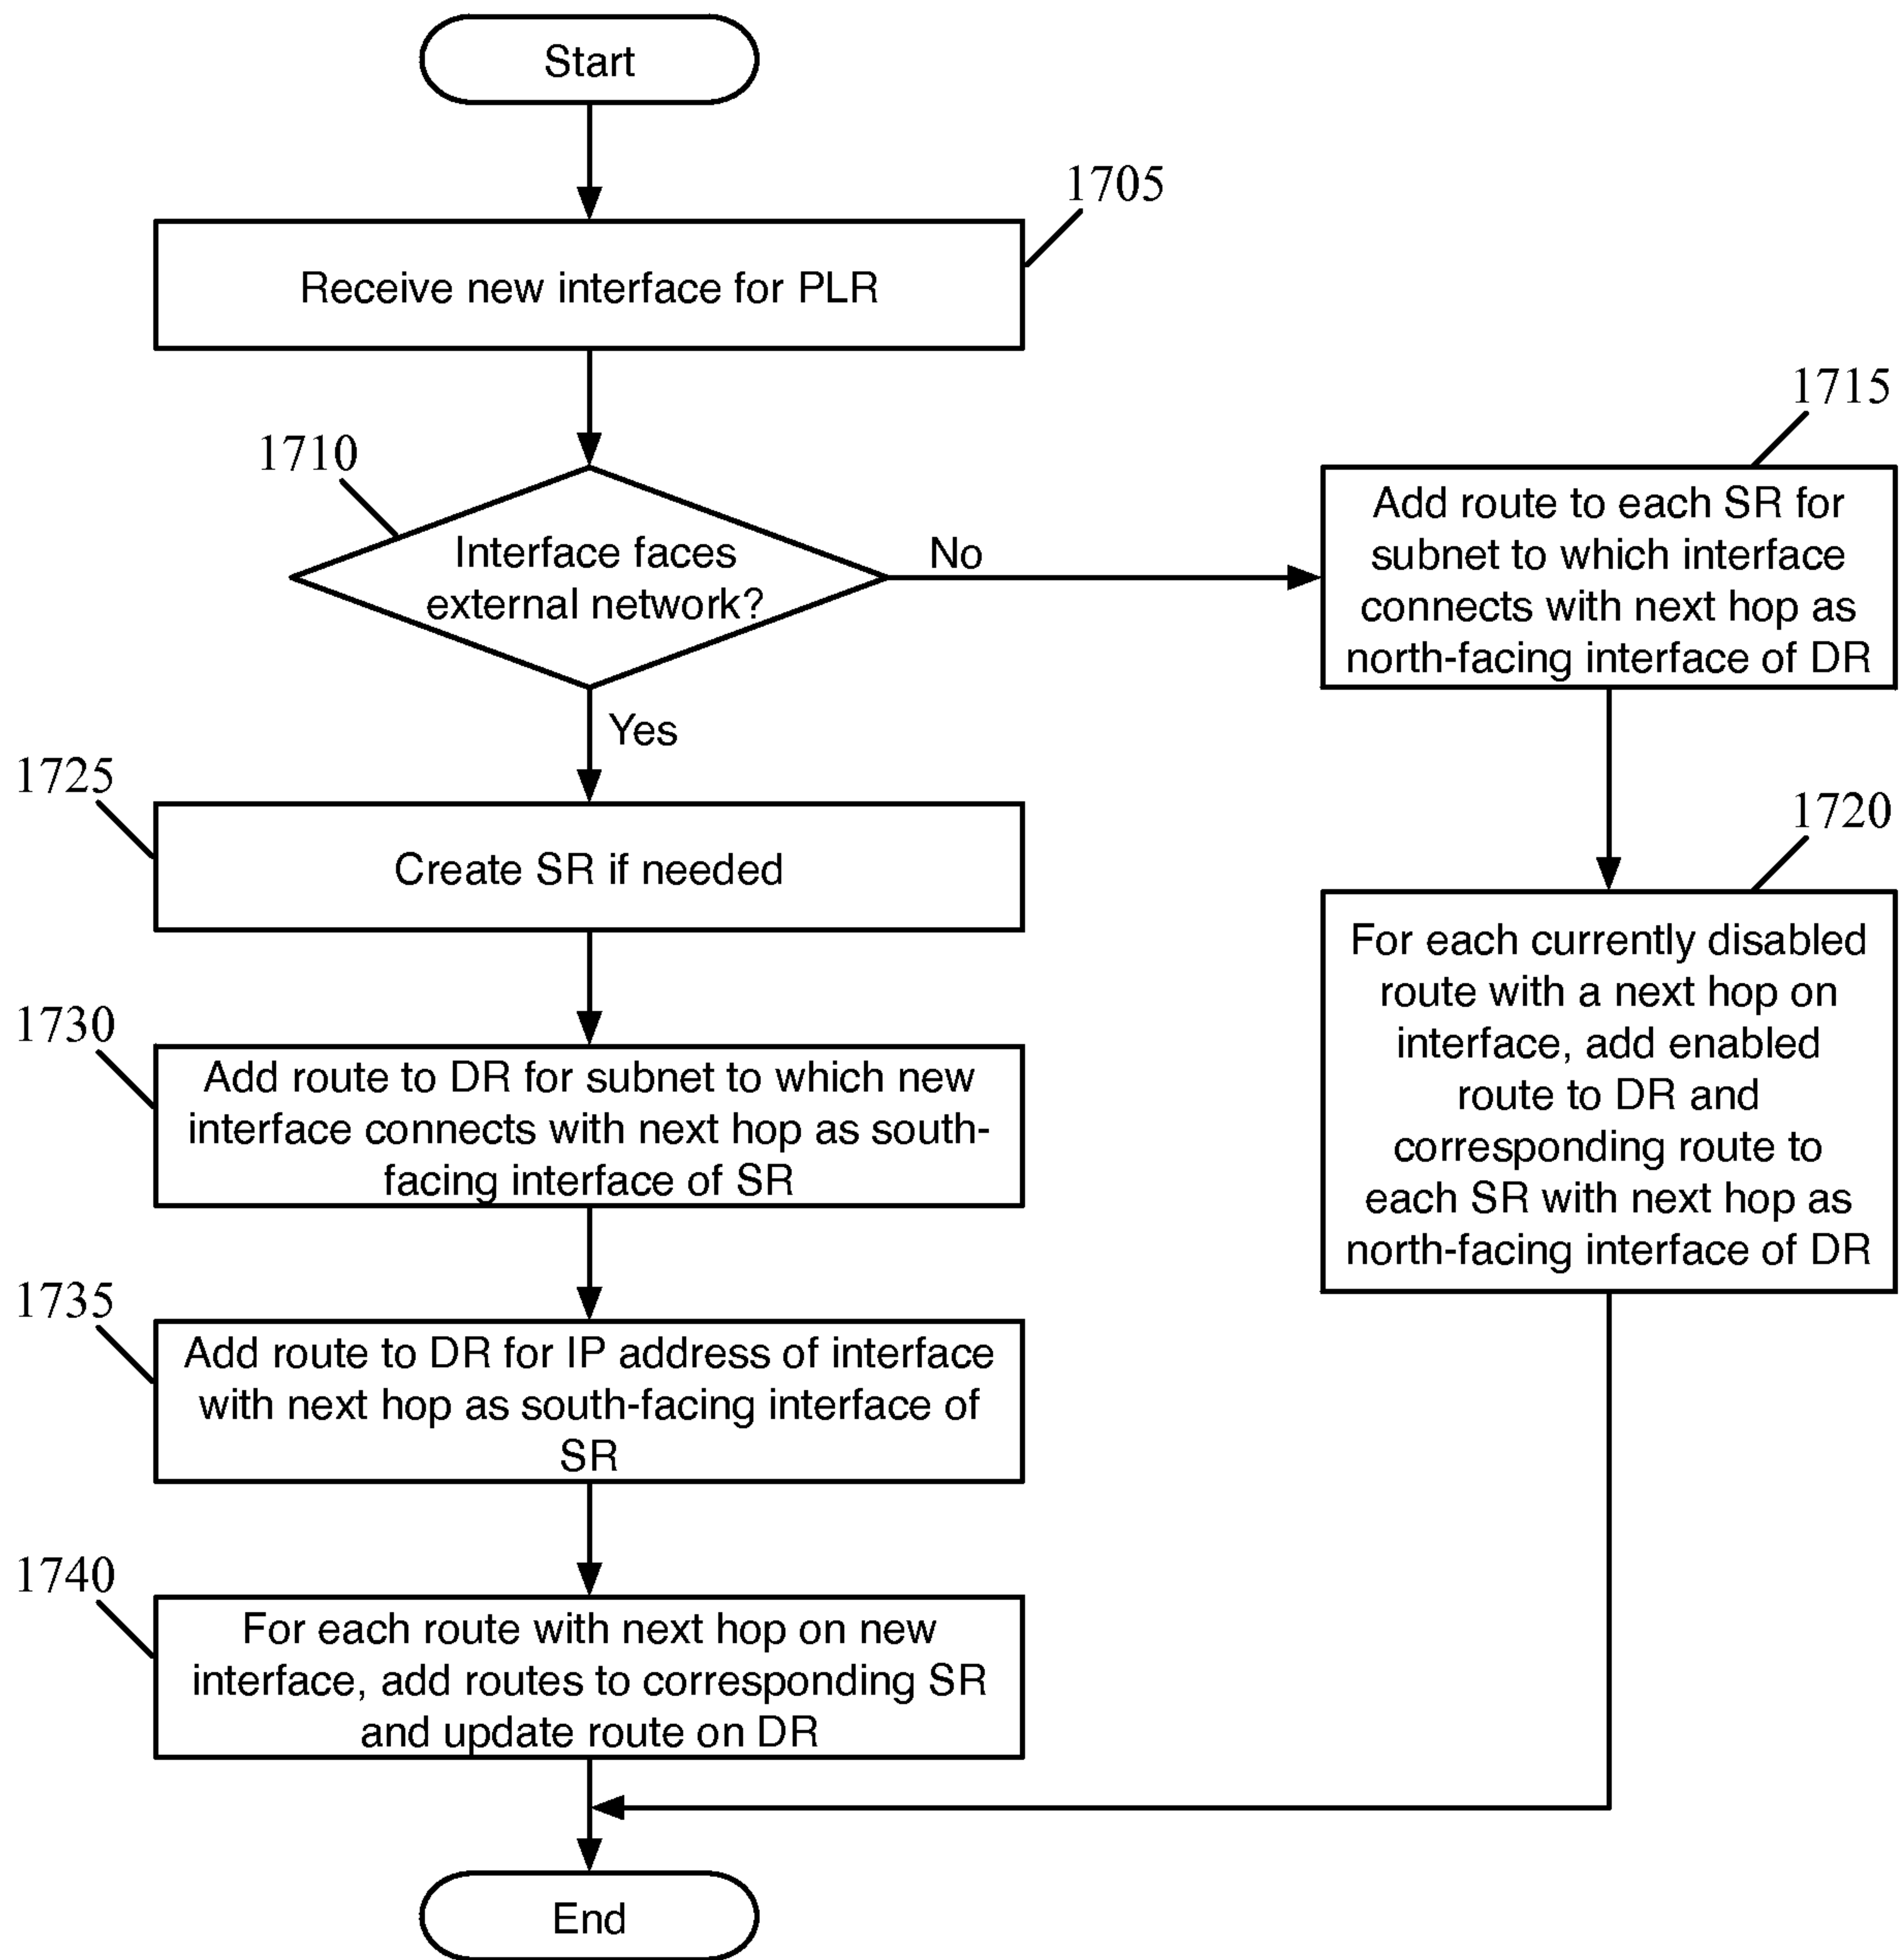 Start
1705
Receive new interface for PLR
1710
Interface faces
external network?
No
Yes
1715
Add route to each SR for
subnet to which interface
connects with next hop as
north-facing interface of DR
1720
For each currently disabled
route with a next hop on
interface, add enabled
route to DR and
corresponding route to
each SR with next hop as
north-facing interface of DR
1725
Create SR if needed
1730
Add route to DR for subnet to which new
interface connects with next hop as south-
facing interface of SR
1735
Add route to DR for IP address of interface
with next hop as south-facing interface of
SR
1740
For each route with next hop on new
interface, add routes to corresponding SR
and update route on DR
End